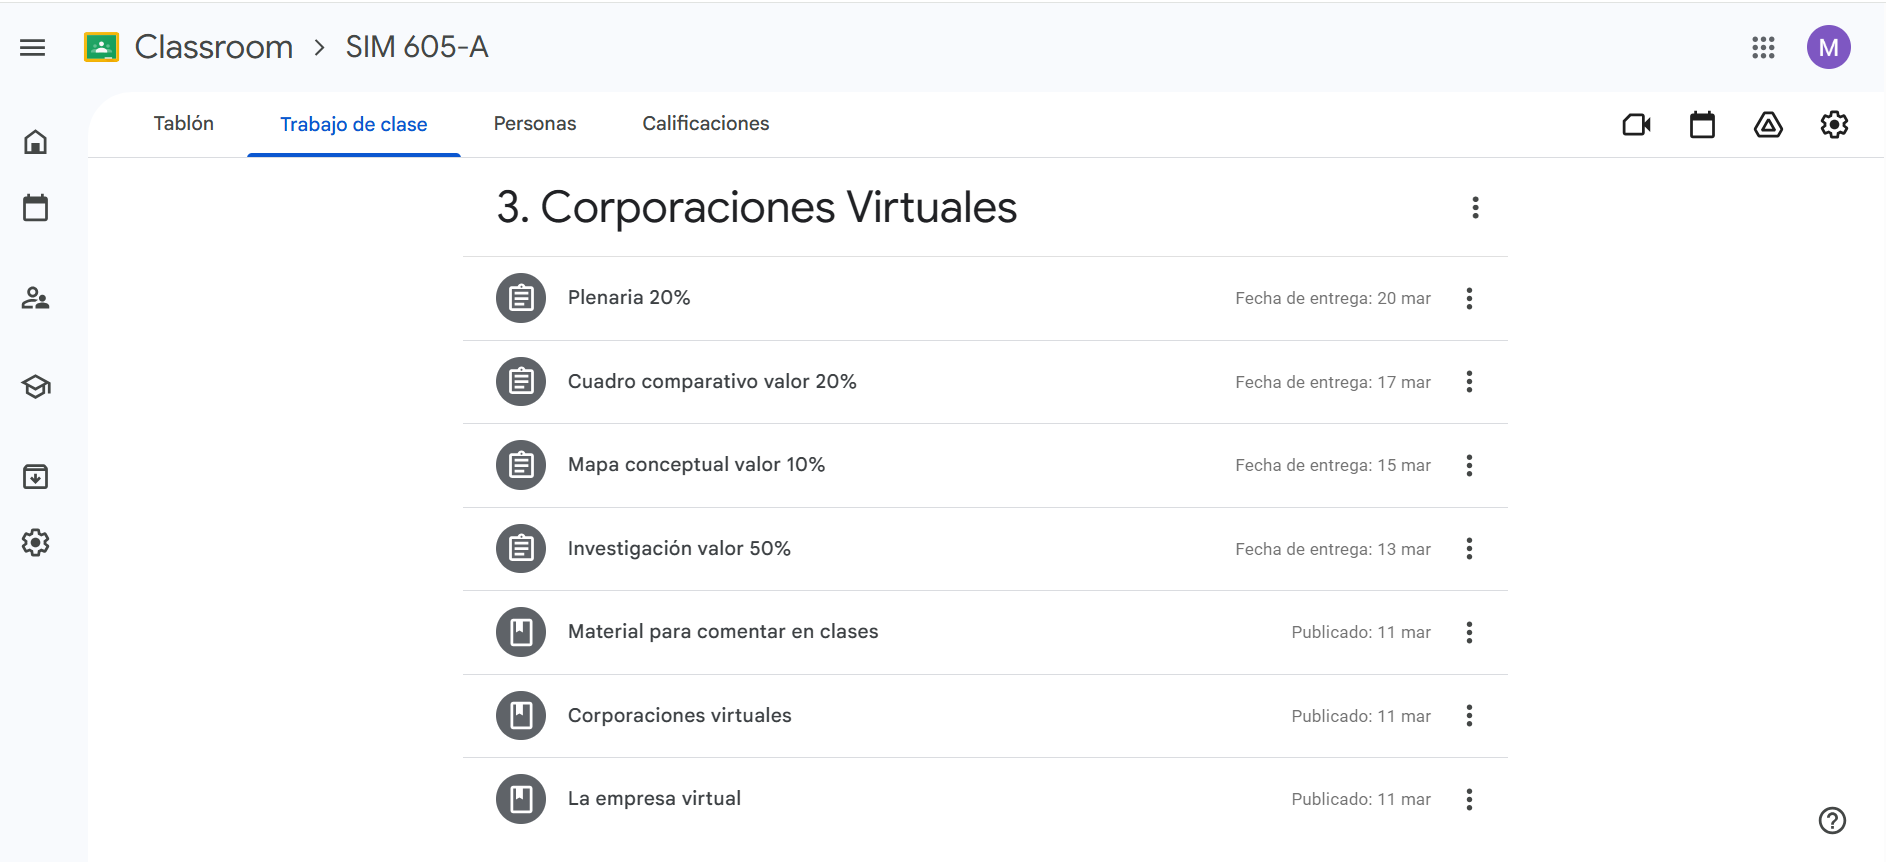 Classroom > SIM 605-A
M
Tablón
Trabajo de clase
Personas
Calificaciones
3. Corporaciones Virtuales
Plenaria 20%
Fecha de entrega: 20 mar
Cuadro comparativo valor 20%
Fecha de entrega: 17 mar
Mapa conceptual valor 10%
Fecha de entrega: 15 mar
Investigación valor 50%
Fecha de entrega: 13 mar
Material para comentar en clases
Publicado: 11 mar
Corporaciones virtuales
Publicado: 11 mar
La empresa virtual
Publicado: 11 mar